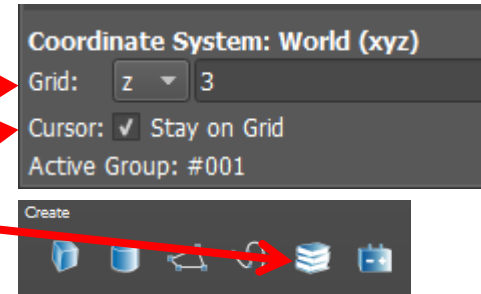 Coordinate System: World (xyz)
Grid: z 3
Cursor: Stay on Grid
Active Group: #001
Create